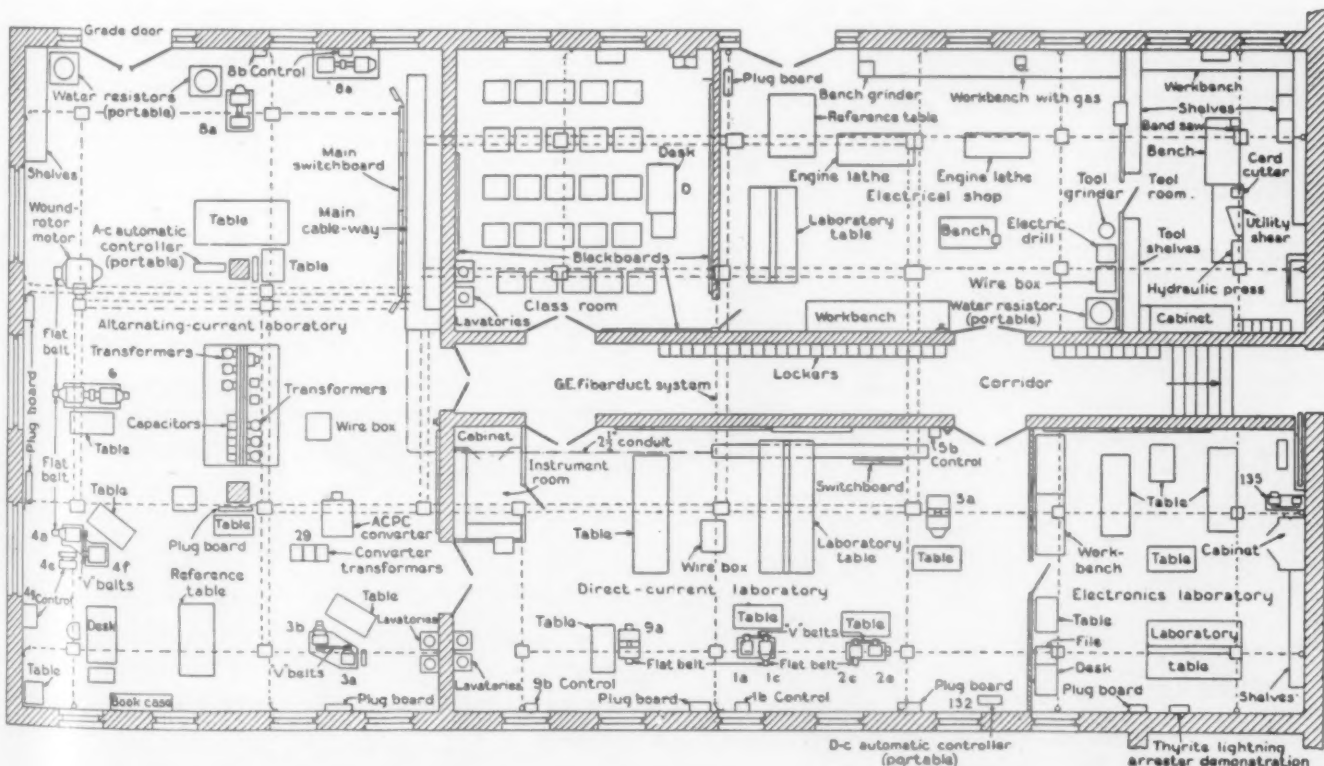 Grade door
8b Control
8a
Water resistors
(portable)
8a
Shelves
Main
switchboard
Wound-
rotor
motor
A-c automatic
controller
(portable)
Table
Table
Main
cable-way
Alternating-current laboratory
Flat
belt
Transformers
Transformers
6
Capacitors
Wire box
Table
Plug board
Flat
belt
Table
4a
4e
4f
"V" belts
Control
Plug board
Table
29
ACPC
converter
Converter
transformers
Reference
table
Desk
Table
3b
"V" belts
3a
Lavatories
Table
Book case
Plug board
Desk
D
Blackboards
Class room
Lavatories
Plug board
Bench grinder
Workbench with gas
Reference table
Engine lathe
Engine lathe
Electrical shop
Laboratory
table
Bench
Tool
grinder
Electric
drill
Wire box
Water resistor
(portable)
Workbench
Workbench
Shelves
Band saw
Bench
Card
cutter
Tool
room
Utility
shear
Tool
shelves
Hydraulic press
Cabinet
Lockers
G.E. fiberduct system
Corridor
Cabinet
2½" conduit
Instrument
room
5b
Control
Switchboard
5a
Table
Wire box
Laboratory
table
Table
Direct-current laboratory
Table
9a
Table
"V" belts
Table
Flat belt
1a
1c
Flat belt
2c
2a
Lavatories
9b Control
Plug board
1b Control
Plug board
132
D-c automatic controller
(portable)
Table
135
Work-
bench
Table
Cabinet
Electronics laboratory
Table
File
Desk
Laboratory
table
Plug board
Shelves
Thyrite lightning
arrester demonstration